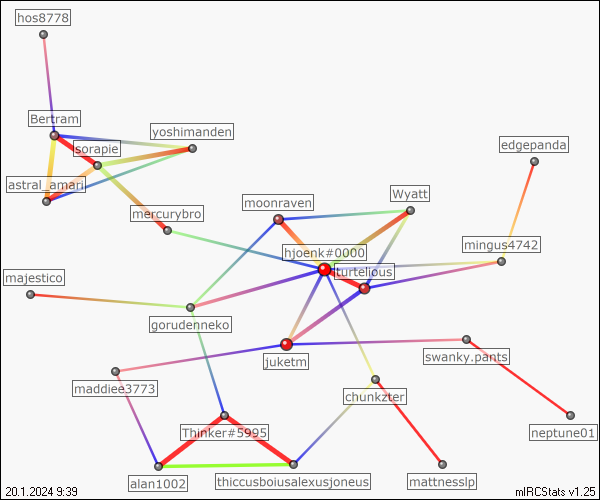 hos8778
Bertram
yoshimanden
sorapie
edgepanda
astral_amari
Wyatt
moonraven
mercurybro
mingus4742
hjoenk#0000
turtelious
majestico
gorudenneko
swanky.pants
juketm
maddiee3773
chunkzter
Thinker#5995
neptune01
alan1002
thiccusboiusalexusjoneus
mattnesslp
20.1.2024 9:39
mIRCStats v1.25